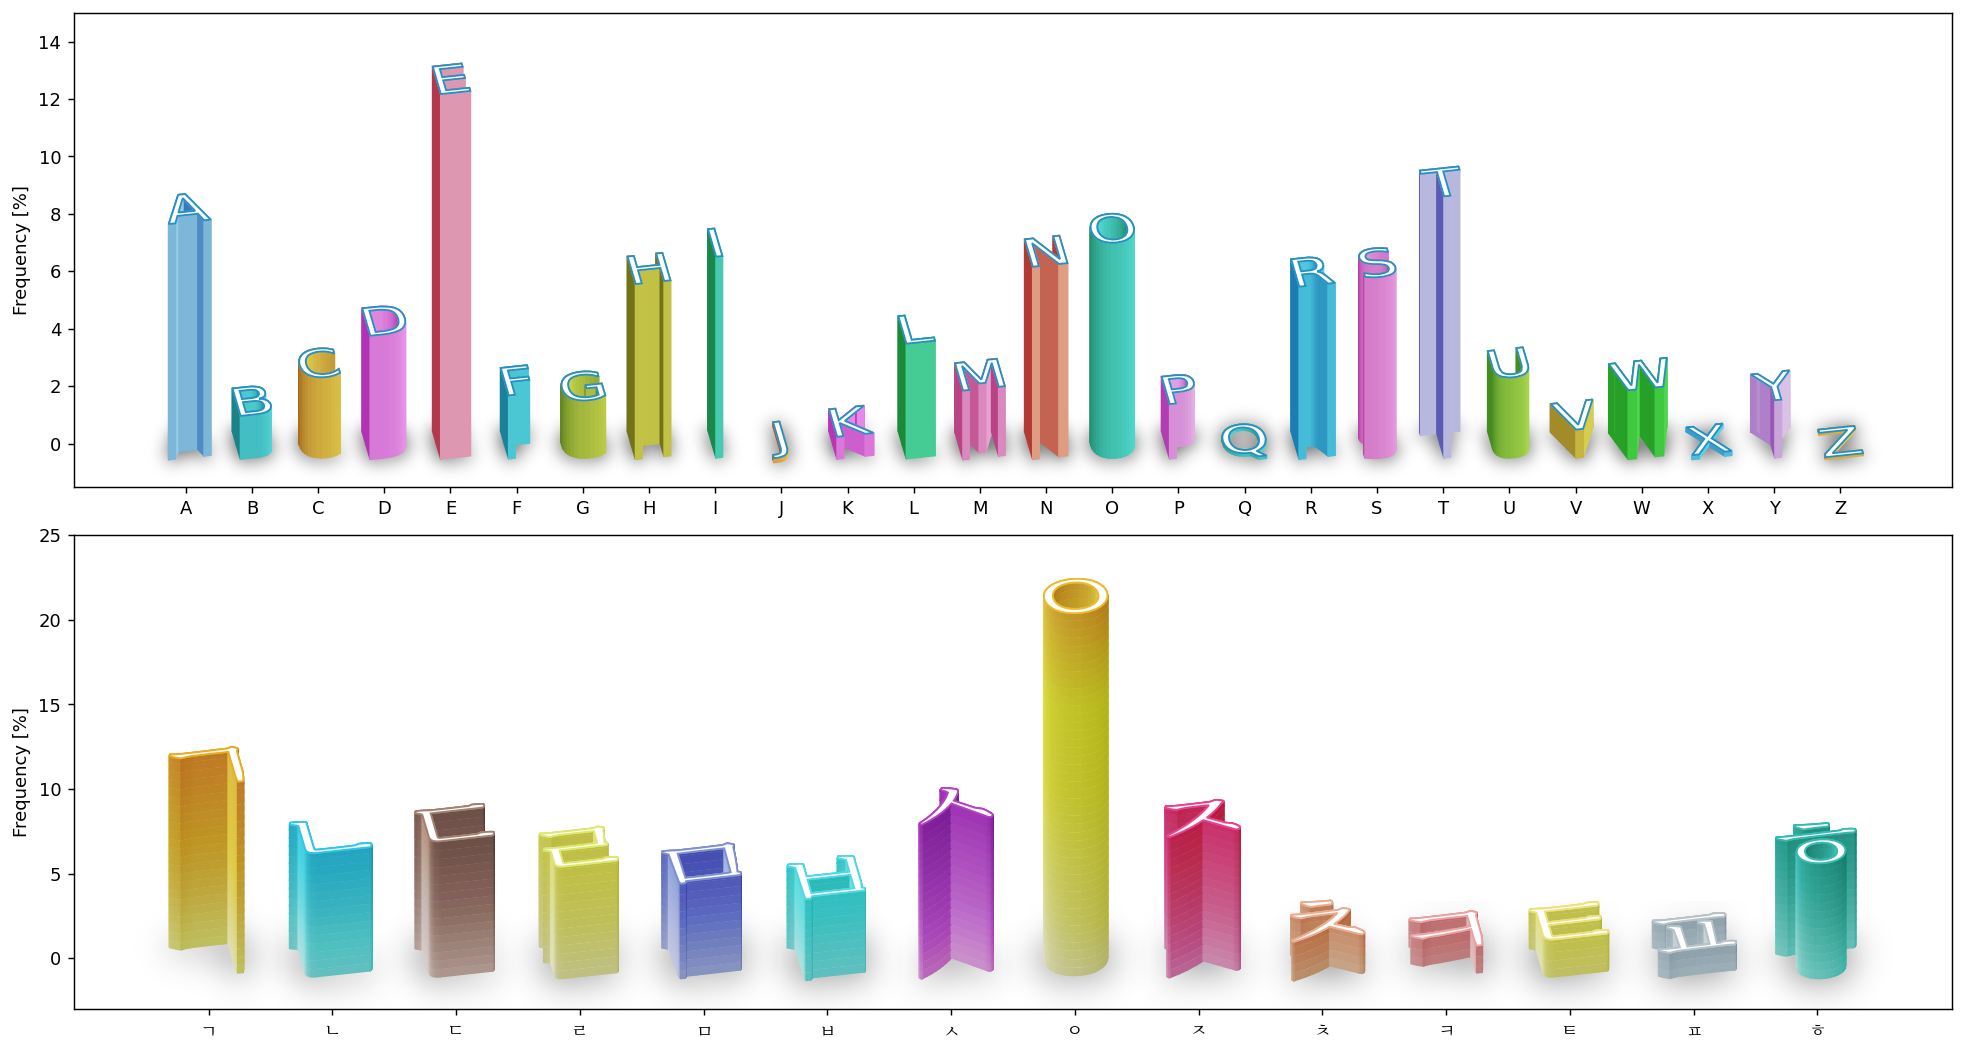 14
12
10
8
6
4
2
0
Frequency [%]
A B C D E F G H I J K L M N O P Q R S T U V W X Y Z
A B C D E F G H I J K L M N O P Q R S T U V W X Y Z
25
20
15
10
5
0
Frequency [%]
ㄱ ㄴ ㄷ ㄹ ㅁ ㅂ ㅅ ㅇ ㅈ ㅊ ㅋ ㅌ ㅍ ㅎ
ㄱ ㄴ ㄷ ㄹ ㅁ ㅂ ㅅ ㅇ ㅈ ㅊ ㅋ ㅌ ㅍ ㅎ